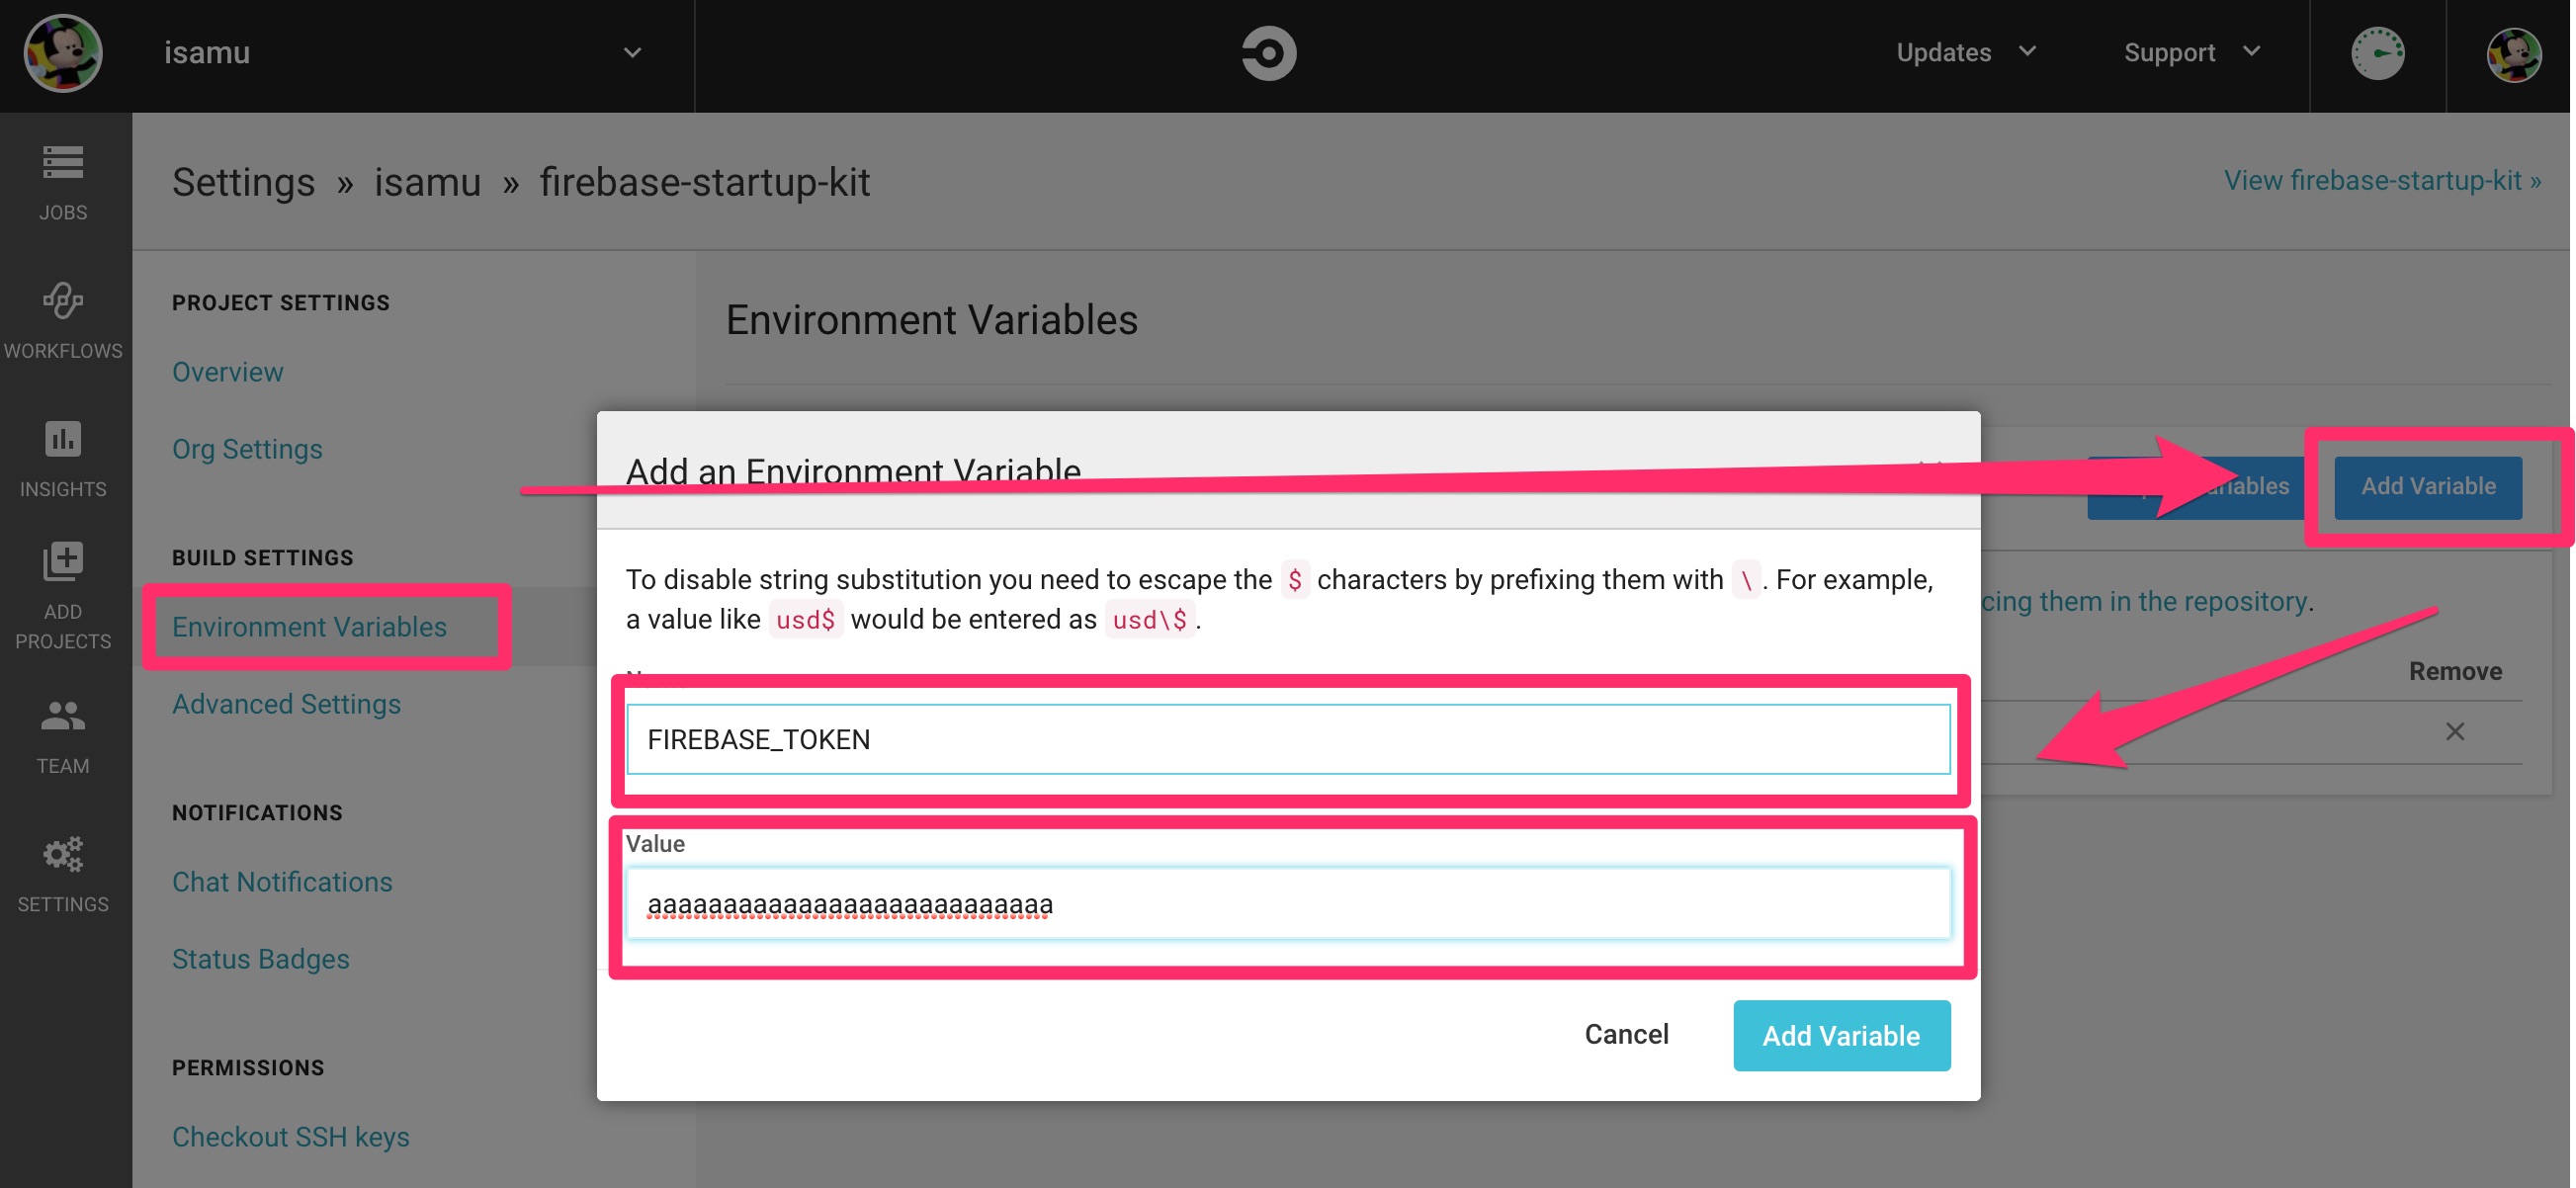 isamu
Updates
Support
JOBS
WORKFLOWS
INSIGHTS
ADD
PROJECTS
TEAM
SETTINGS
Settings » isamu » firebase-startup-kit
View firebase-startup-kit »
PROJECT SETTINGS
Overview
Org Settings
BUILD SETTINGS
Environment Variables
Advanced Settings
NOTIFICATIONS
Chat Notifications
Status Badges
PERMISSIONS
Checkout SSH keys
Environment Variables
Add Variable
cing them in the repository.
Remove
Add an Environment Variable
To disable string substitution you need to escape the $ characters by prefixing them with \. For example,
a value like usd$ would be entered as usd\$.
FIREBASE_TOKEN
Value
aaaaaaaaaaaaaaaaaaaaaaaaaaa
Cancel
Add Variable